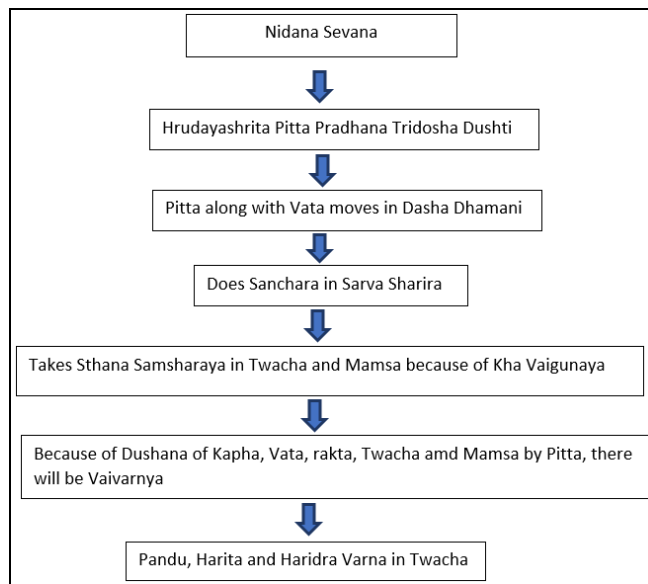 Nidana Sevana
Hrudayashrita Pitta Pradhana Tridosha Dushti
Pitta along with Vata moves in Dasha Dhamani
Does Sanchara in Sarva Sharira
Takes Sthana Samsharaya in Twacha and Mamsa because of Kha Vaigunaya
Because of Dushana of Kapha, Vata, rakta, Twacha amd Mamsa by Pitta, there
will be Vaivarnya
Pandu, Harita and Haridra Varna in Twacha